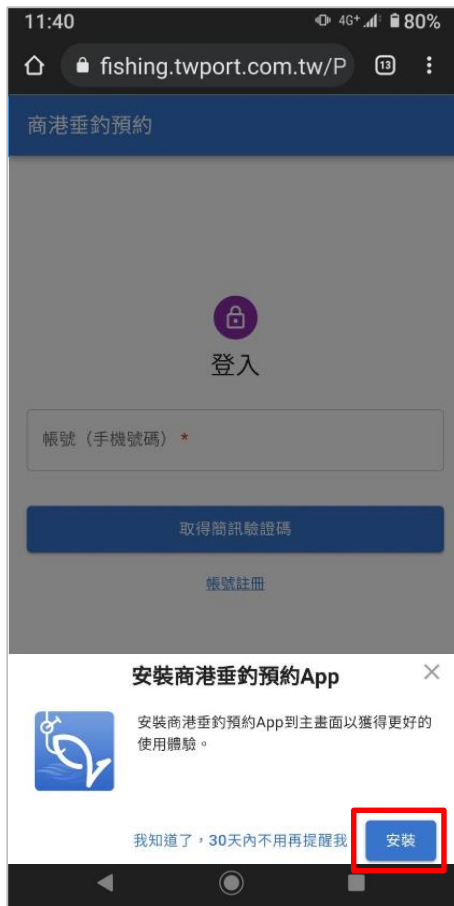 11:40
4G+ 80%
fishing.twport.com.tw/P
13
商港垂釣預約
登入
帳號（手機號碼） *
取得簡訊驗證碼
帳號註冊
安裝商港垂釣預約App
安裝商港垂釣預約App到主畫面以獲得更好的
使用體驗。
我知道了，30天內不用再提醒我
安裝